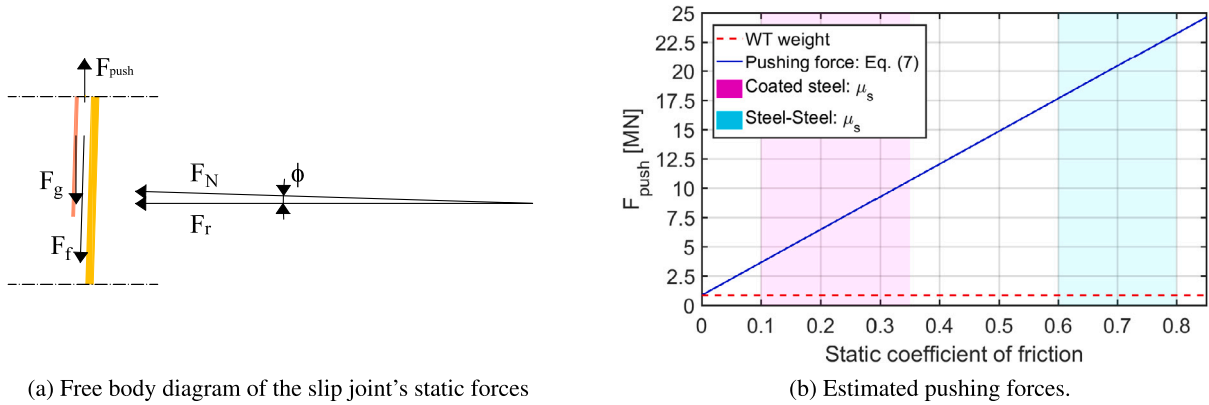 F_push
F_g
F_f
F_N
F_r
ϕ
(a) Free body diagram of the slip joint's static forces
25
22.5
20
17.5
15
12.5
10
7.5
5
2.5
0
F_push [MN]
WT weight
Pushing force: Eq. (7)
Coated steel: μ_s
Steel-Steel: μ_s
0 0.1 0.2 0.3 0.4 0.5 0.6 0.7 0.8
Static coefficient of friction
(b) Estimated pushing forces.